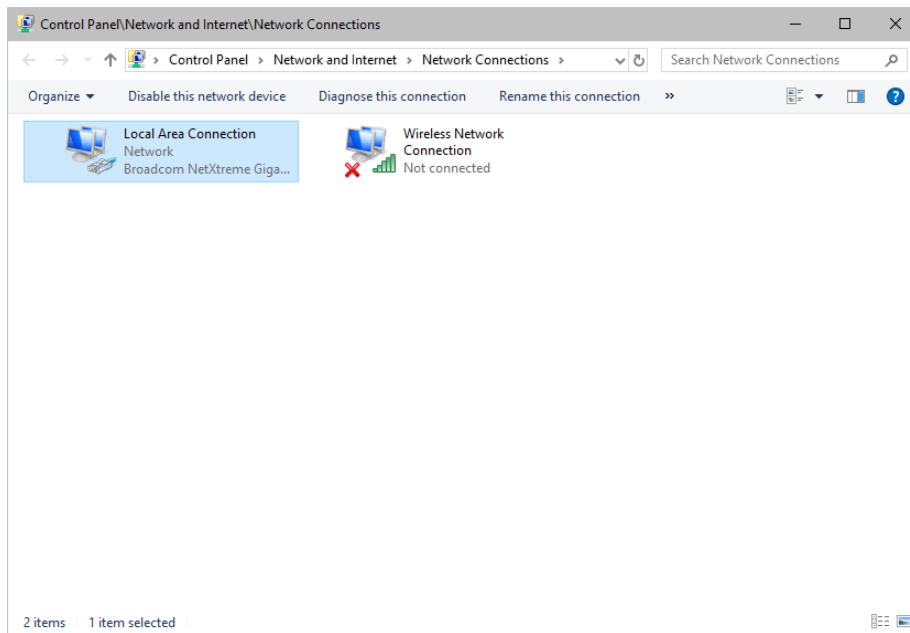 Control Panel\Network and Internet\Network Connections
Control Panel > Network and Internet > Network Connections >
Search Network Connections
Organize
Disable this network device
Diagnose this connection
Rename this connection
»
Local Area Connection
Network
Broadcom NetXtreme Giga...
Wireless Network
Connection
Not connected
2 items
1 item selected